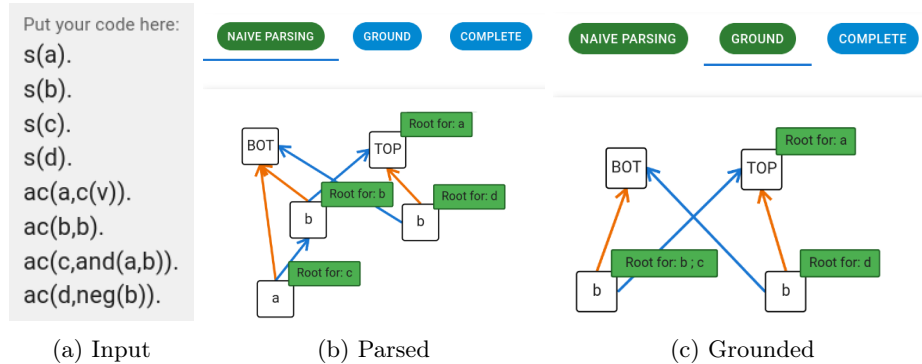 Put your code here:
s(a).
s(b).
s(c).
s(d).
ac(a,c(v)).
ac(b,b).
ac(c,and(a,b)).
ac(d,neg(b)).
(a) Input
NAIVE PARSING GROUND COMPLETE
Root for: a
BOT TOP
Root for: b Root for: d
b b
Root for: c
a
(b) Parsed
NAIVE PARSING GROUND COMPLETE
Root for: a
BOT TOP
Root for: b ; c Root for: d
b b
(c) Grounded